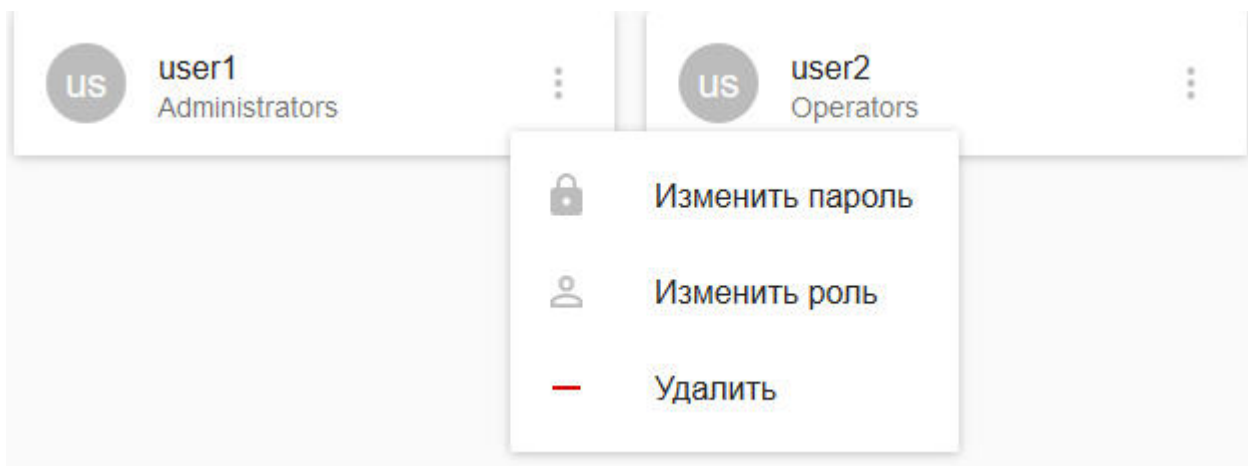 us
user1
Administrators
us
user2
Operators
Изменить пароль
Изменить роль
Удалить